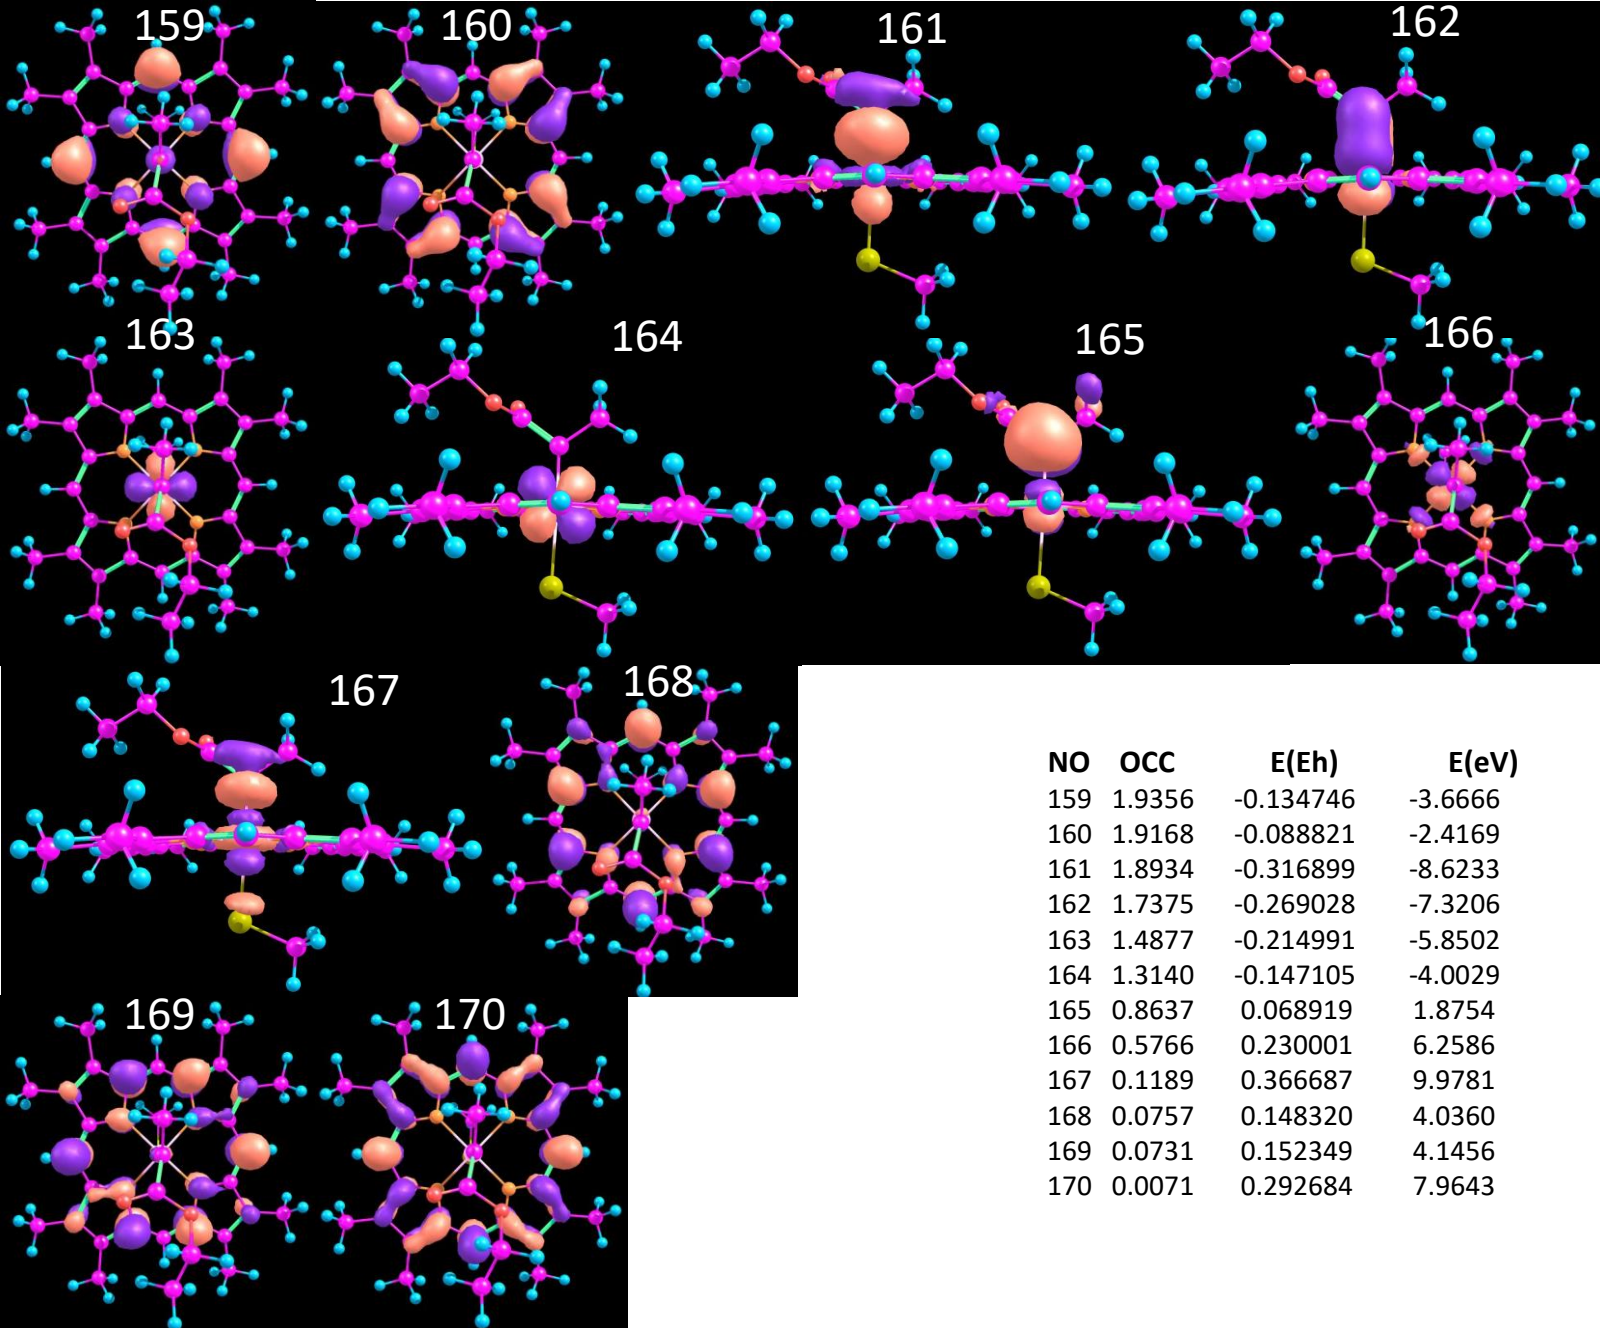 159
160
161
162
163
164
165
166
167
168
169
170
NO OCC E(Eh) E(eV)
159 1.9356 -0.134746 -3.6666
160 1.9168 -0.088821 -2.4169
161 1.8934 -0.316899 -8.6233
162 1.7375 -0.269028 -7.3206
163 1.4877 -0.214991 -5.8502
164 1.3140 -0.147105 -4.0029
165 0.8637 0.068919 1.8754
166 0.5766 0.230001 6.2586
167 0.1189 0.366687 9.9781
168 0.0757 0.148320 4.0360
169 0.0731 0.152349 4.1456
170 0.0071 0.292684 7.9643